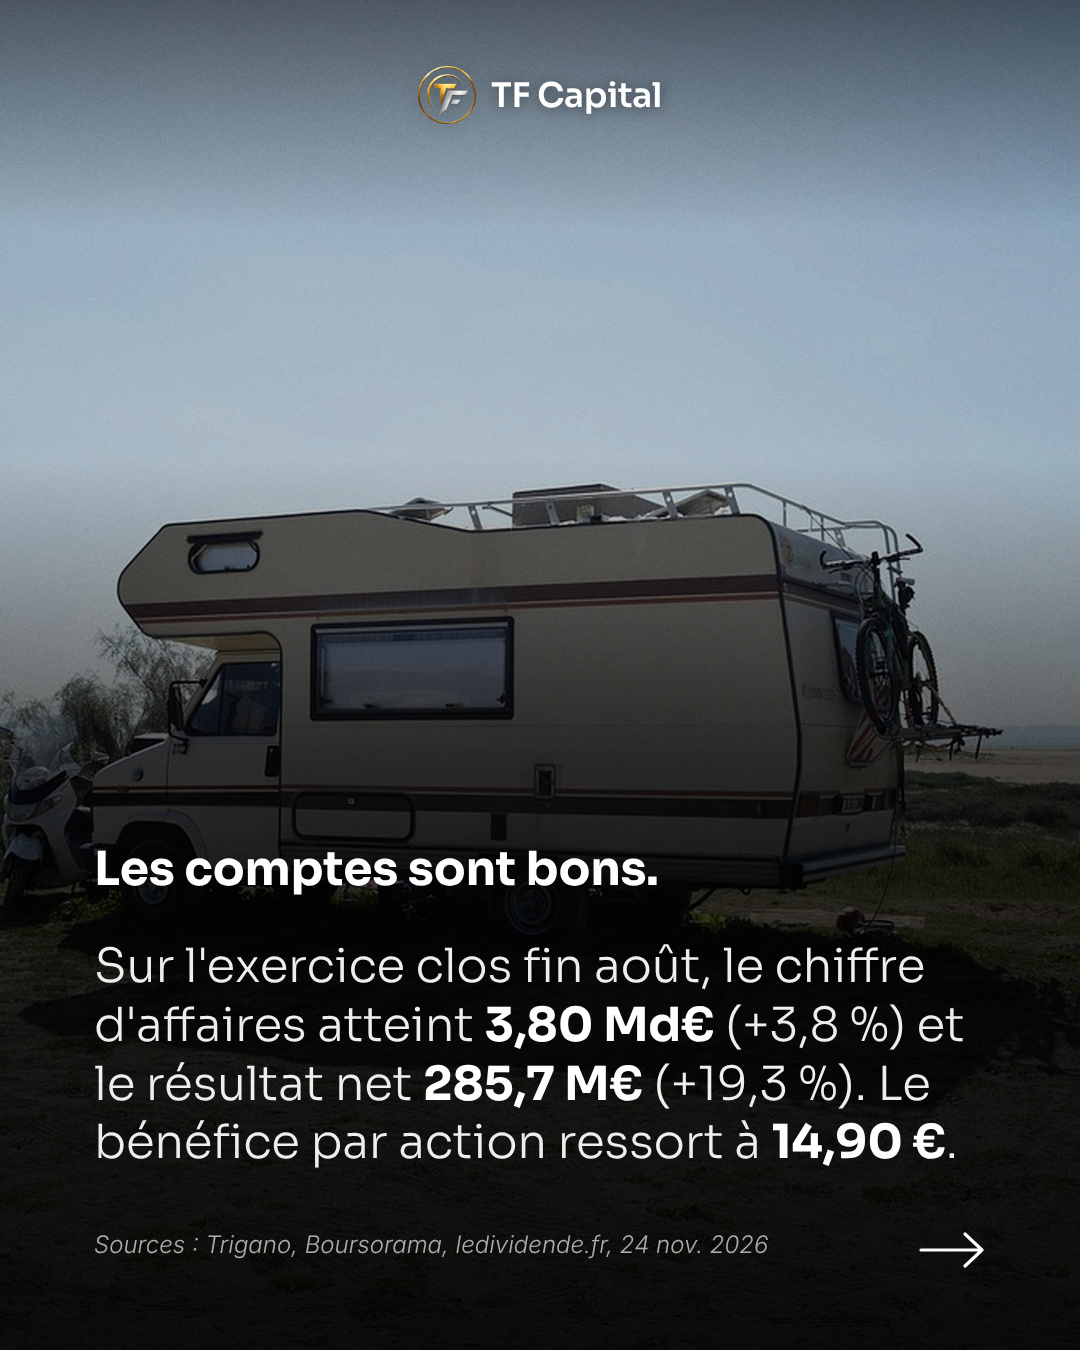 TF Capital
Les comptes sont bons.
Sur l'exercice clos fin août, le chiffre
d'affaires atteint 3,80 Md€ (+3,8 %) et
le résultat net 285,7 M€ (+19,3 %). Le
bénéfice par action ressort à 14,90 €.
Sources : Trigano, Boursorama, ledividende.fr, 24 nov. 2026